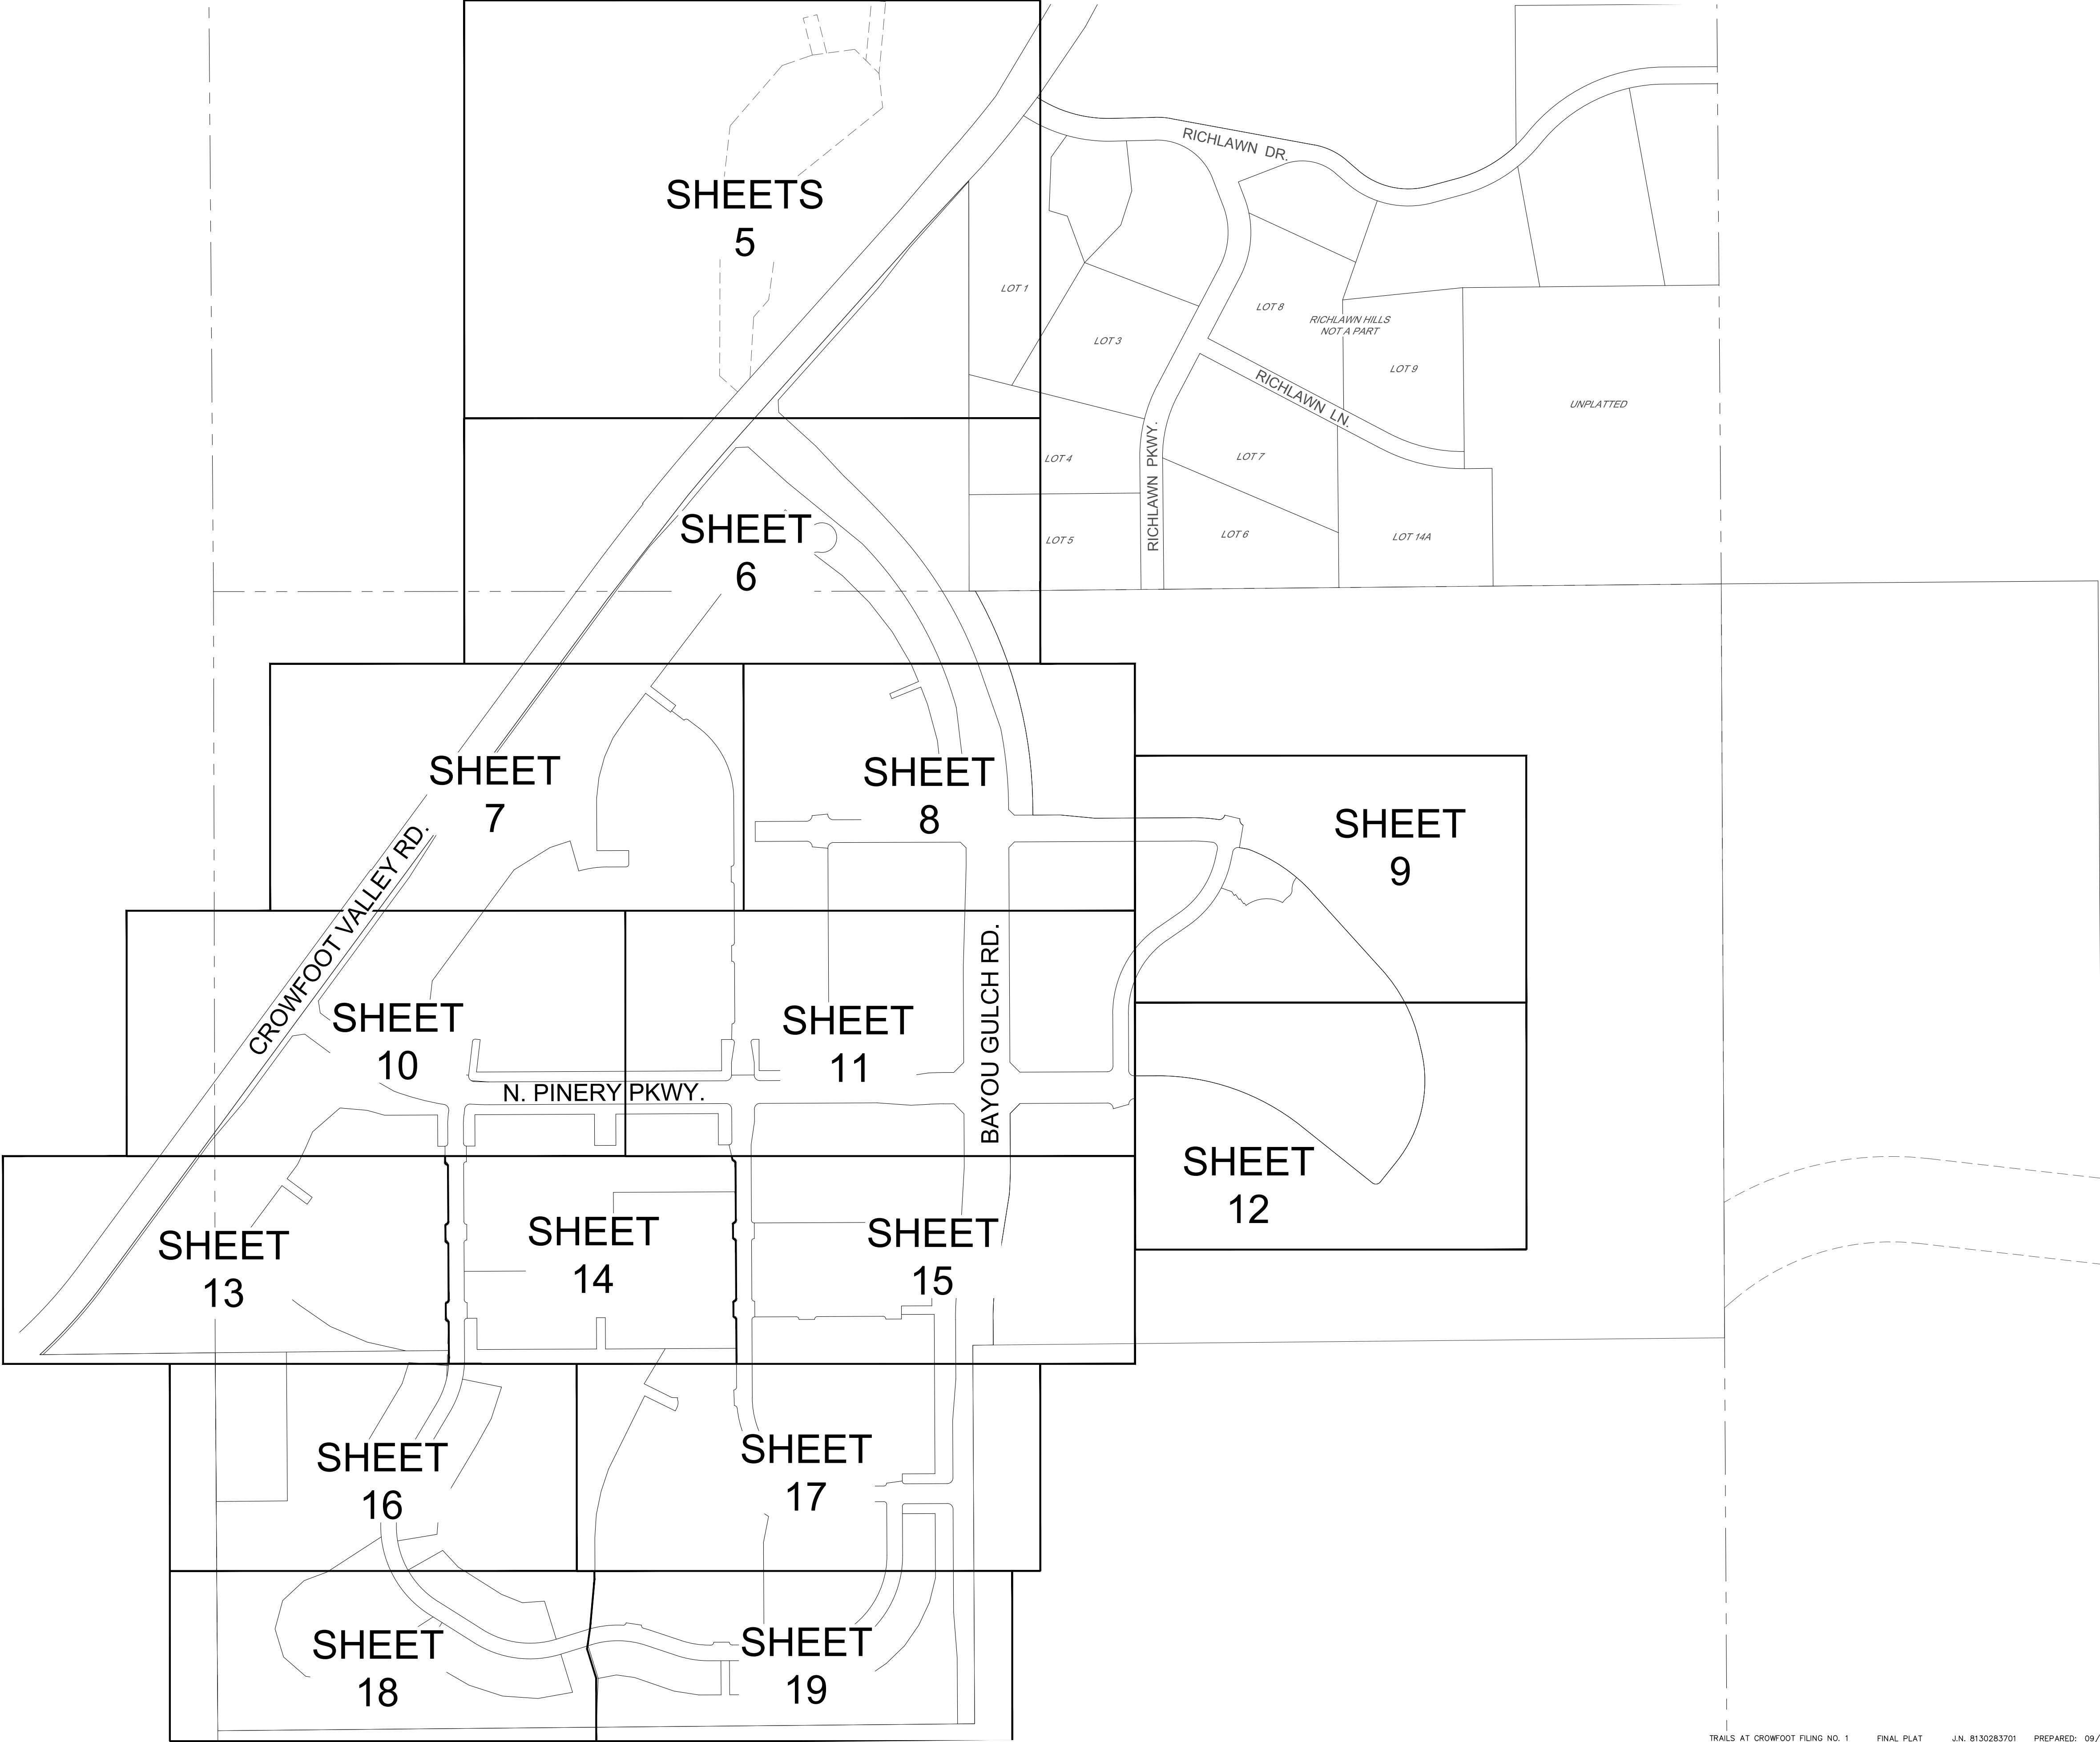 RICHLAWN DR.
SHEETS
5
LOT 1
LOT 8
RICHLAWN HILLS
NOT A PART
LOT 3
LOT 9
RICHLAWN LN.
UNPLATTED
LOT 4
RICHLAWN PKWY.
LOT 7
SHEET
6
LOT 5
LOT 6
LOT 14A
SHEET
7
SHEET
8
SHEET
9
CROWFOOT VALLEY RD.
SHEET
10
SHEET
11
BAYOU GULCH RD.
N. PINERY PKWY.
SHEET
12
SHEET
13
SHEET
14
SHEET
15
SHEET
16
SHEET
17
SHEET
18
SHEET
19
TRAILS AT CROWFOOT FILING NO. 1 FINAL PLAT J.N. 8130283701 PREPARED: 09/